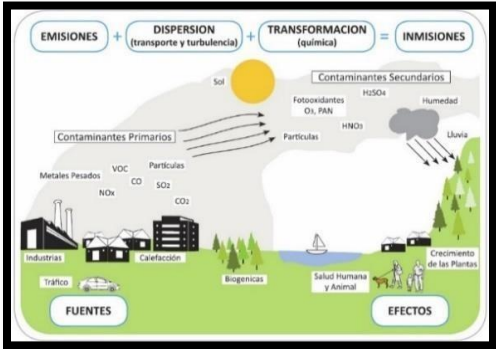 EMISIONES + DISPERSION (transporte y turbulencia) + TRANSFORMACION (química) = INMISIONES
Sol
Contaminantes Secundarios
Fotooxidantes
O₃, PAN
H₂SO₄
Humedad
HNO₃
Partículas
Lluvia
Contaminantes Primarios
Metales Pesados
VOC
Partículas
CO
SO₂
NOx
CO₂
Industrias
Calefacción
Tráfico
Biogenicas
Salud Humana
y Animal
Crecimiento
de las Plantas
FUENTES
EFECTOS